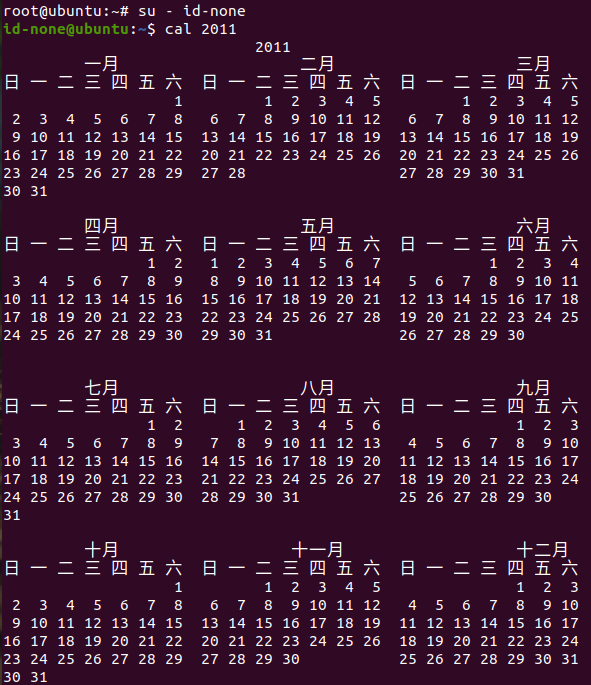 root@ubuntu:~# su - id-none
id-none@ubuntu:~$ cal 2011
                            2011
         一月                    二月                    三月
日 一 二 三 四 五 六  日 一 二 三 四 五 六  日 一 二 三 四 五 六
                   1         1  2  3  4  5         1  2  3  4  5
 2  3  4  5  6  7  8   6  7  8  9 10 11 12   6  7  8  9 10 11 12
 9 10 11 12 13 14 15  13 14 15 16 17 18 19  13 14 15 16 17 18 19
16 17 18 19 20 21 22  20 21 22 23 24 25 26  20 21 22 23 24 25 26
23 24 25 26 27 28 29  27 28                 27 28 29 30 31
30 31
         四月                    五月                    六月
日 一 二 三 四 五 六  日 一 二 三 四 五 六  日 一 二 三 四 五 六
                1  2   1  2  3  4  5  6  7            1  2  3  4
 3  4  5  6  7  8  9   8  9 10 11 12 13 14   5  6  7  8  9 10 11
10 11 12 13 14 15 16  15 16 17 18 19 20 21  12 13 14 15 16 17 18
17 18 19 20 21 22 23  22 23 24 25 26 27 28  19 20 21 22 23 24 25
24 25 26 27 28 29 30  29 30 31              26 27 28 29 30
         七月                    八月                    九月
日 一 二 三 四 五 六  日 一 二 三 四 五 六  日 一 二 三 四 五 六
                1  2      1  2  3  4  5  6               1  2  3
 3  4  5  6  7  8  9   7  8  9 10 11 12 13   4  5  6  7  8  9 10
10 11 12 13 14 15 16  14 15 16 17 18 19 20  11 12 13 14 15 16 17
17 18 19 20 21 22 23  21 22 23 24 25 26 27  18 19 20 21 22 23 24
24 25 26 27 28 29 30  28 29 30 31           25 26 27 28 29 30
31
         十月                   十一月                   十二月
日 一 二 三 四 五 六  日 一 二 三 四 五 六  日 一 二 三 四 五 六
                   1         1  2  3  4  5               1  2  3
 2  3  4  5  6  7  8   6  7  8  9 10 11 12   4  5  6  7  8  9 10
 9 10 11 12 13 14 15  13 14 15 16 17 18 19  11 12 13 14 15 16 17
16 17 18 19 20 21 22  20 21 22 23 24 25 26  18 19 20 21 22 23 24
23 24 25 26 27 28 29  27 28 29 30           25 26 27 28 29 30 31
30 31